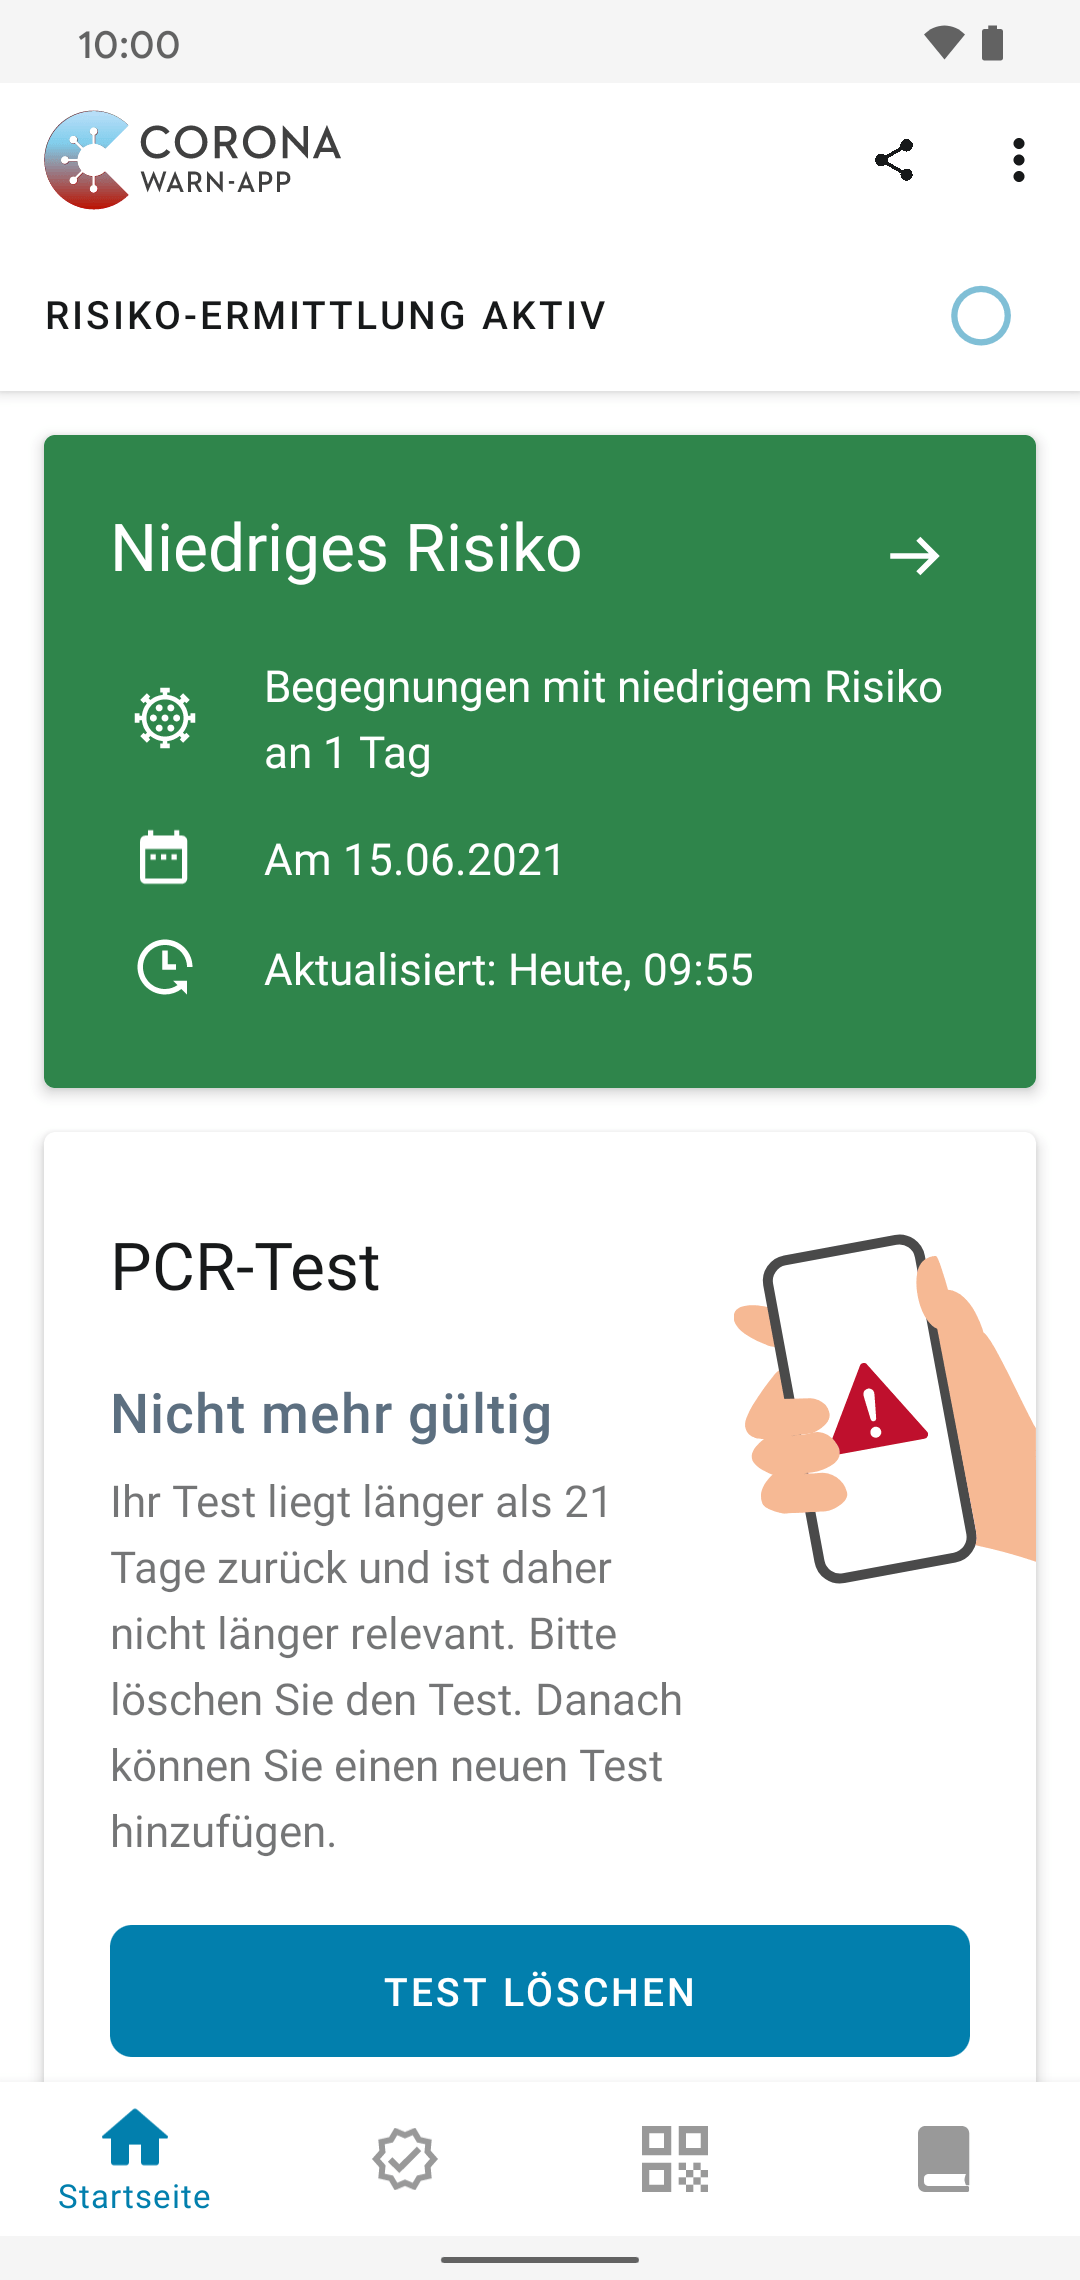 10:00
CORONA
WARN-APP
RISIKO-ERMITTLUNG AKTIV
Niedriges Risiko
Begegnungen mit niedrigem Risiko
an 1 Tag
Am 15.06.2021
Aktualisiert: Heute, 09:55
PCR-Test
Nicht mehr gültig
Ihr Test liegt länger als 21
Tage zurück und ist daher
nicht länger relevant. Bitte
löschen Sie den Test. Danach
können Sie einen neuen Test
hinzufügen.
TEST LÖSCHEN
Startseite